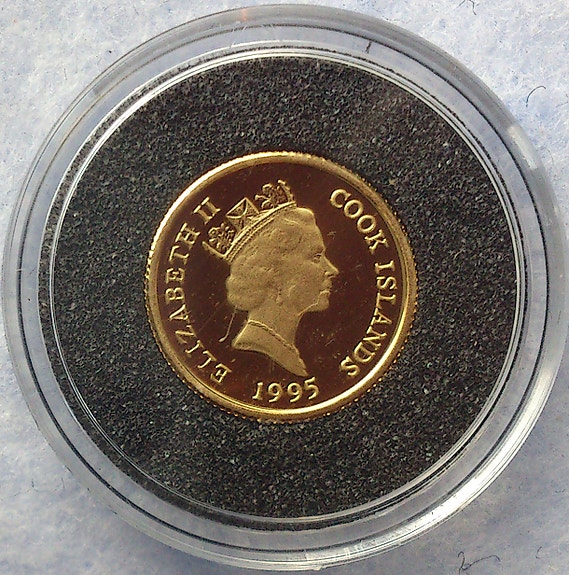 ELIZABETH II
COOK ISLANDS
1995